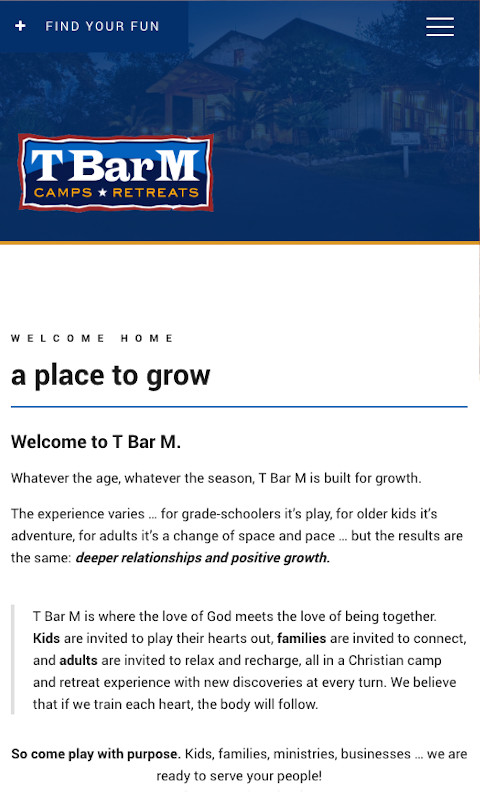 + FIND YOUR FUN
T Bar M
CAMPS ★ RETREATS
WELCOME HOME
a place to grow
Welcome to T Bar M.
Whatever the age, whatever the season, T Bar M is built for growth.
The experience varies … for grade-schoolers it’s play, for older kids it’s
adventure, for adults it’s a change of space and pace … but the results are
the same: deeper relationships and positive growth.
T Bar M is where the love of God meets the love of being together.
Kids are invited to play their hearts out, families are invited to connect,
and adults are invited to relax and recharge, all in a Christian camp
and retreat experience with new discoveries at every turn. We believe
that if we train each heart, the body will follow.
So come play with purpose. Kids, families, ministries, businesses … we are
ready to serve your people!